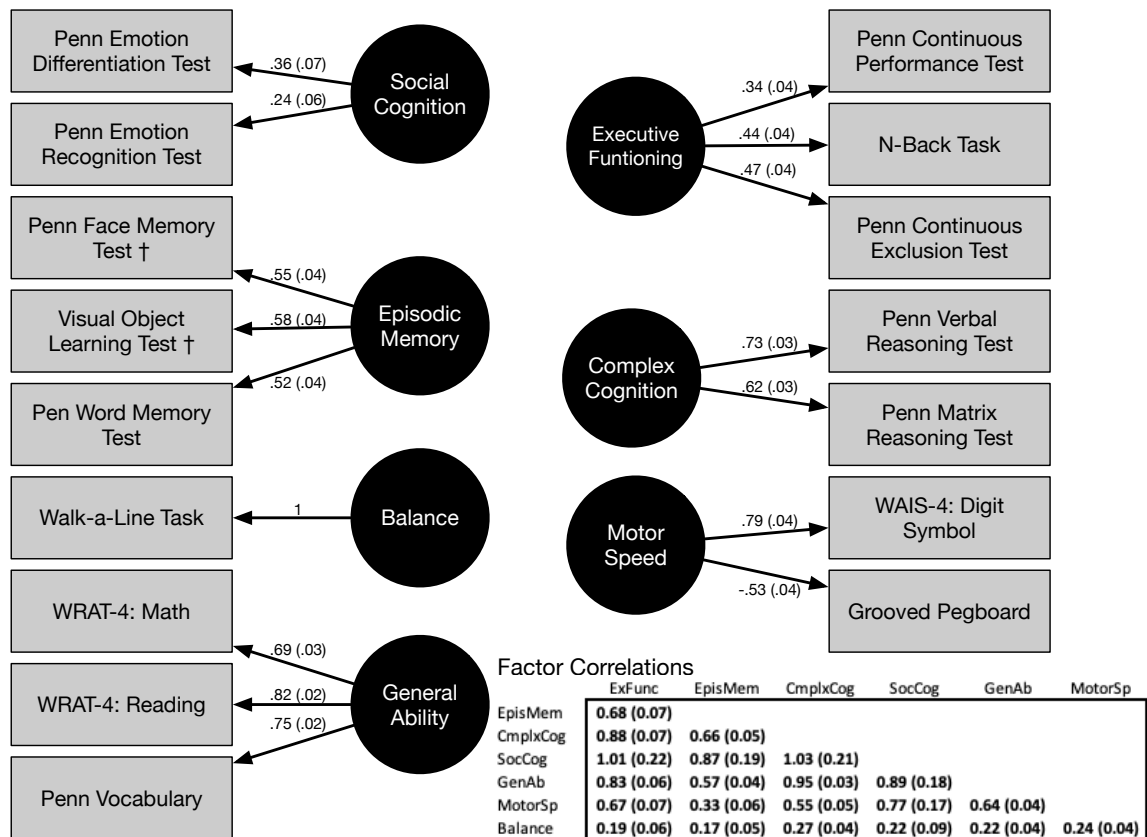 Penn Emotion
Differentiation Test
.36 (.07)
Social
Cognition
.24 (.06)
Penn Emotion
Recognition Test
Penn Face Memory
Test †
.55 (.04)
Visual Object
Learning Test †
.58 (.04)
Episodic
Memory
.52 (.04)
Pen Word Memory
Test
Walk-a-Line Task
1
Balance
WRAT-4: Math
.69 (.03)
WRAT-4: Reading
.82 (.02)
General
Ability
.75 (.02)
Penn Vocabulary
Executive
Funtioning
.34 (.04)
Penn Continuous
Performance Test
.44 (.04)
N-Back Task
.47 (.04)
Penn Continuous
Exclusion Test
Complex
Cognition
.73 (.03)
Penn Verbal
Reasoning Test
.62 (.03)
Penn Matrix
Reasoning Test
Motor
Speed
.79 (.04)
WAIS-4: Digit
Symbol
-.53 (.04)
Grooved Pegboard
Factor Correlations
ExFunc EpisMem CmplxCog SocCog GenAb MotorSp
EpisMem 0.68 (0.07)
CmplxCog 0.88 (0.07) 0.66 (0.05)
SocCog 1.01 (0.22) 0.87 (0.19) 1.03 (0.21)
GenAb 0.83 (0.06) 0.57 (0.04) 0.95 (0.03) 0.89 (0.18)
MotorSp 0.67 (0.07) 0.33 (0.06) 0.55 (0.05) 0.77 (0.17) 0.64 (0.04)
Balance 0.19 (0.06) 0.17 (0.05) 0.27 (0.04) 0.22 (0.09) 0.22 (0.04) 0.24 (0.04)